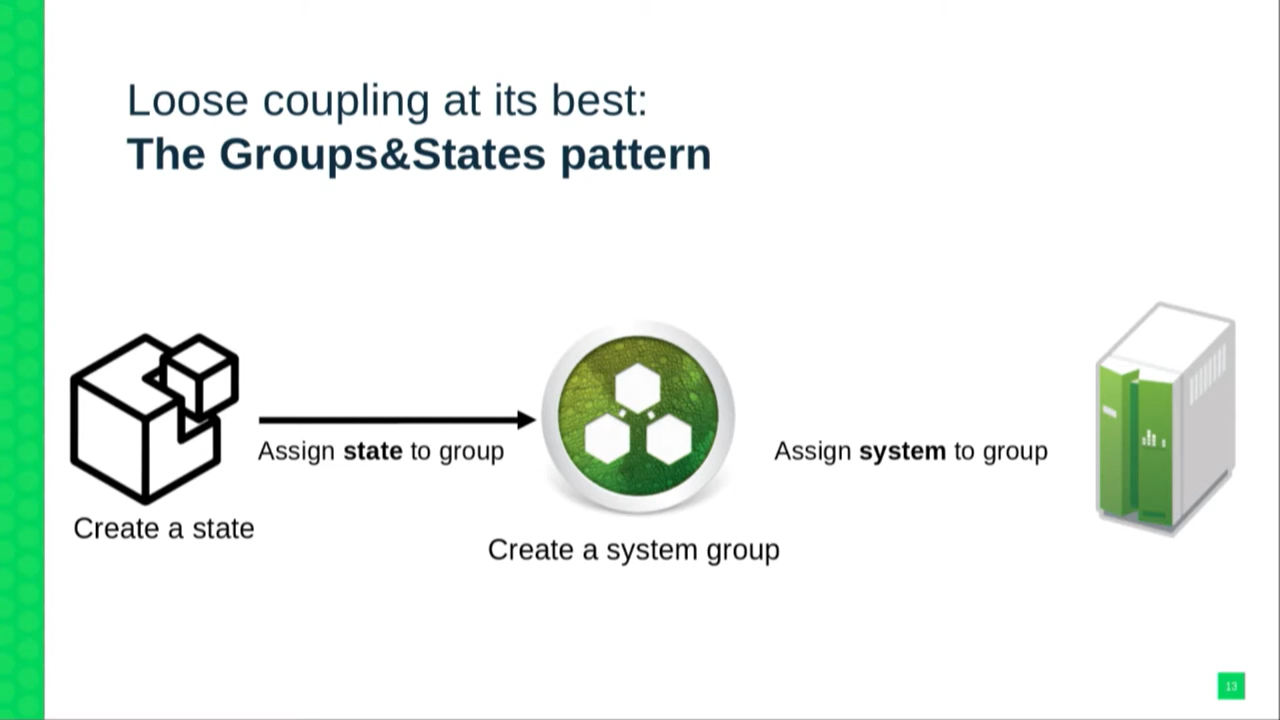 Loose coupling at its best:
The Groups&States pattern
Assign state to group
Assign system to group
Create a state
Create a system group
13